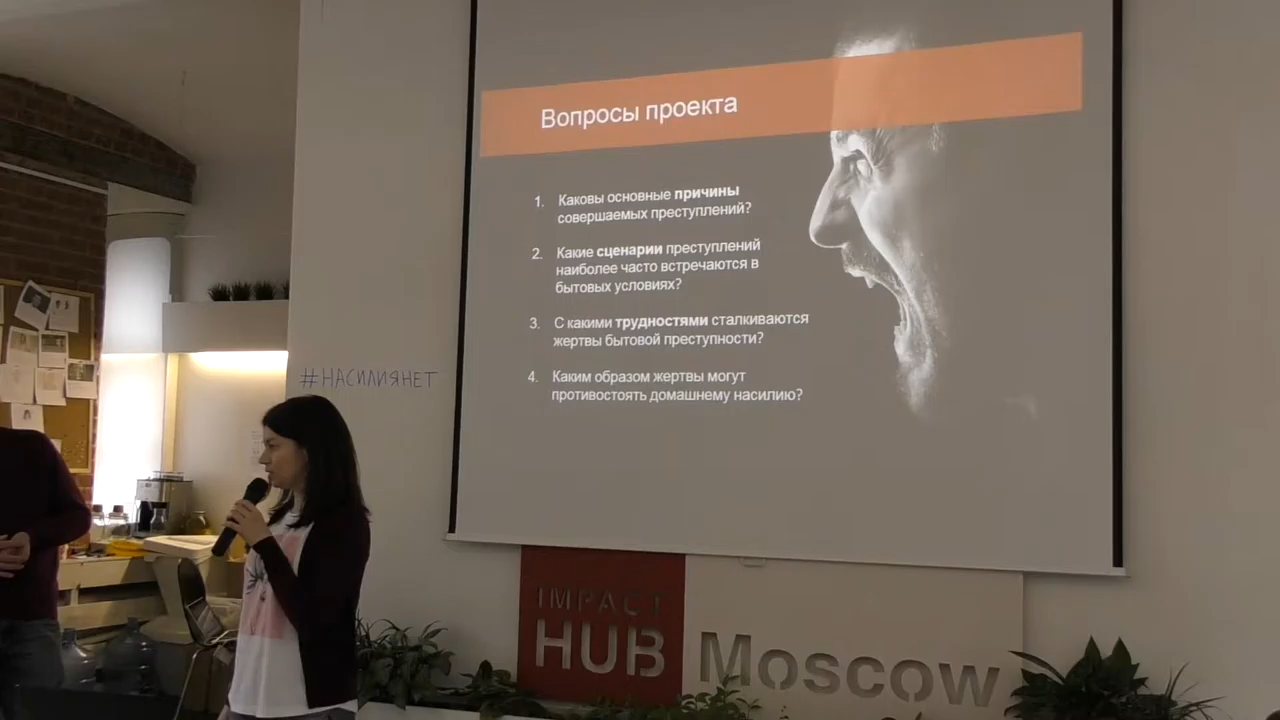 Вопросы проекта
1. Каковы основные причины
совершаемых преступлений?
2. Какие сценарии преступлений
наиболее часто встречаются в
бытовых условиях?
3. С какими трудностями сталкиваются
жертвы бытовой преступности?
4. Каким образом жертвы могут
противостоять домашнему насилию?
#НАСИЛИЯНЕТ
IMPACT
HUB Moscow